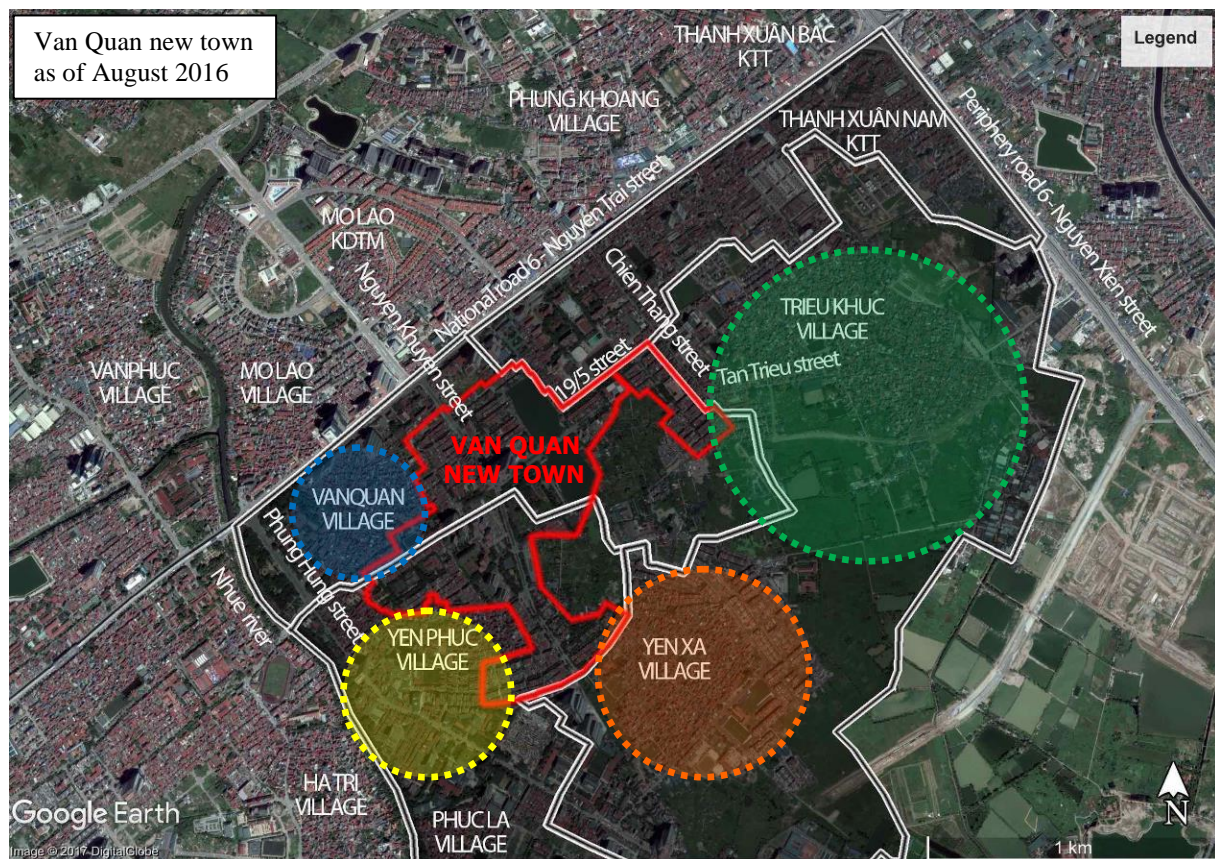 Van Quan new town
as of August 2016
Legend
THANH XUÂN BẮC
KTT
PHUNG KHOANG
VILLAGE
THANH XUÂN NAM
KTT
Periphery road 6 - Nguyen Xien street
MO LAO
KDTM
National road 6 - Nguyen Trai street
Nguyen Khuyen street
Chien Thang street
TRIEU KHUC
VILLAGE
VANPHUC
VILLAGE
MO LAO
VILLAGE
19/5 street
Tan Trieu street
VAN QUAN
NEW TOWN
VANQUAN
VILLAGE
Phung Hung street
Nhue river
YEN PHUC
VILLAGE
YEN XA
VILLAGE
HA TRI
VILLAGE
PHUC LA
VILLAGE
Google Earth
Image © 2017 DigitalGlobe
N
1 km